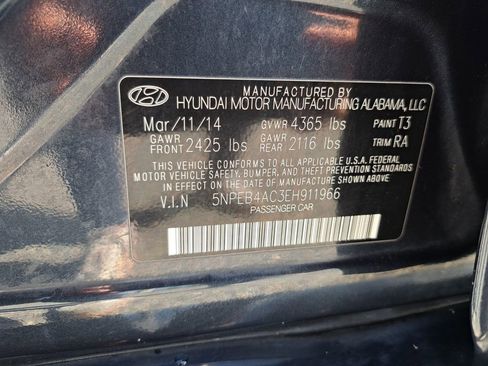 MANUFACTURED BY
HYUNDAI MOTOR MANUFACTURING ALABAMA, LLC
Mar/11/14 GVWR 4365 lbs PAINT T3
GAWR FRONT 2425 lbs GAWR REAR 2116 lbs TRIM RA
THIS VEHICLE CONFORMS TO ALL APPLICABLE U.S.A. FEDERAL
MOTOR VEHICLE SAFETY, BUMPER, AND THEFT PREVENTION STANDARDS
IN EFFECT ON THE DATE OF MANUFACTURE SHOWN ABOVE.
V.I.N 5NPEB4AC3EH911966
PASSENGER CAR